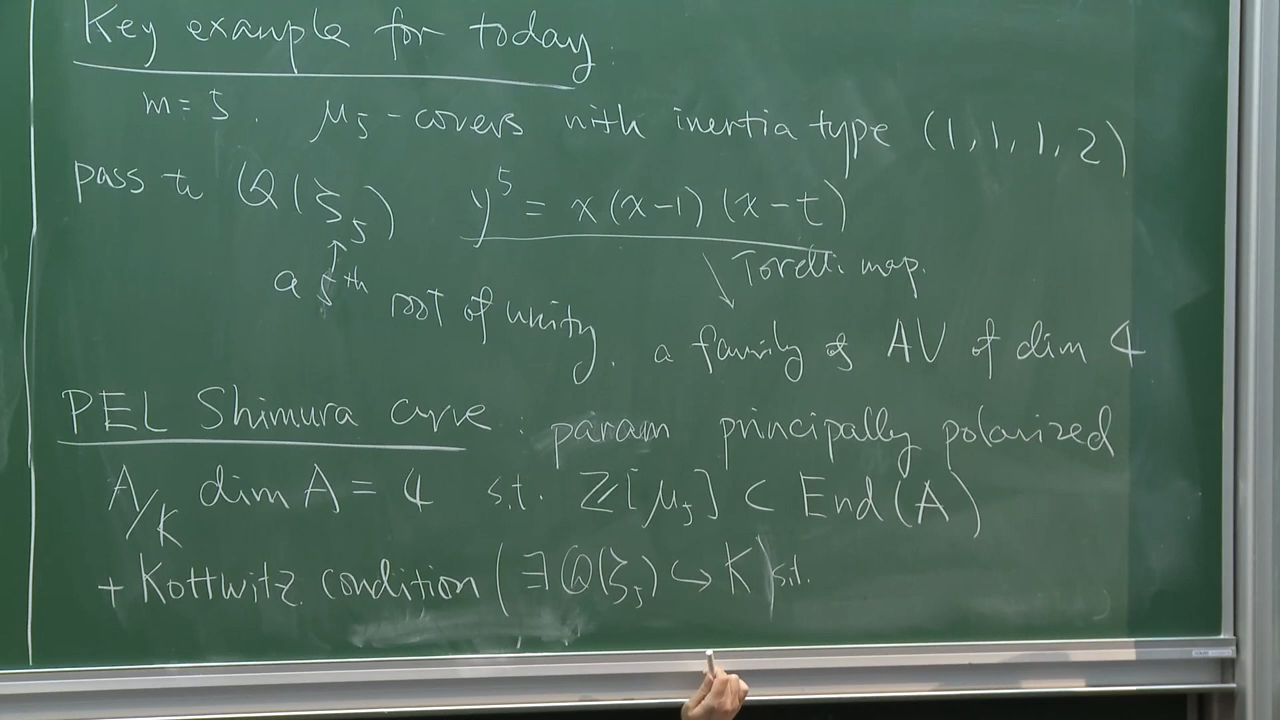 Key example for today.
m=5. μ₅-covers with inertia type (1,1,1,2)
pass to ℚ(ζ₅) y⁵ = x(x-1)(x-t)
↑ a 5th root of unity. ↓ Torelli map.
a family of AV of dim 4
PEL Shimura curve: param principally polarized
A/K dim A = 4 s.t. ℤ[μ₅] ⊂ End(A)
+ Kottwitz condition (∃ ℚ(ζ₅) ↪ K s.t.